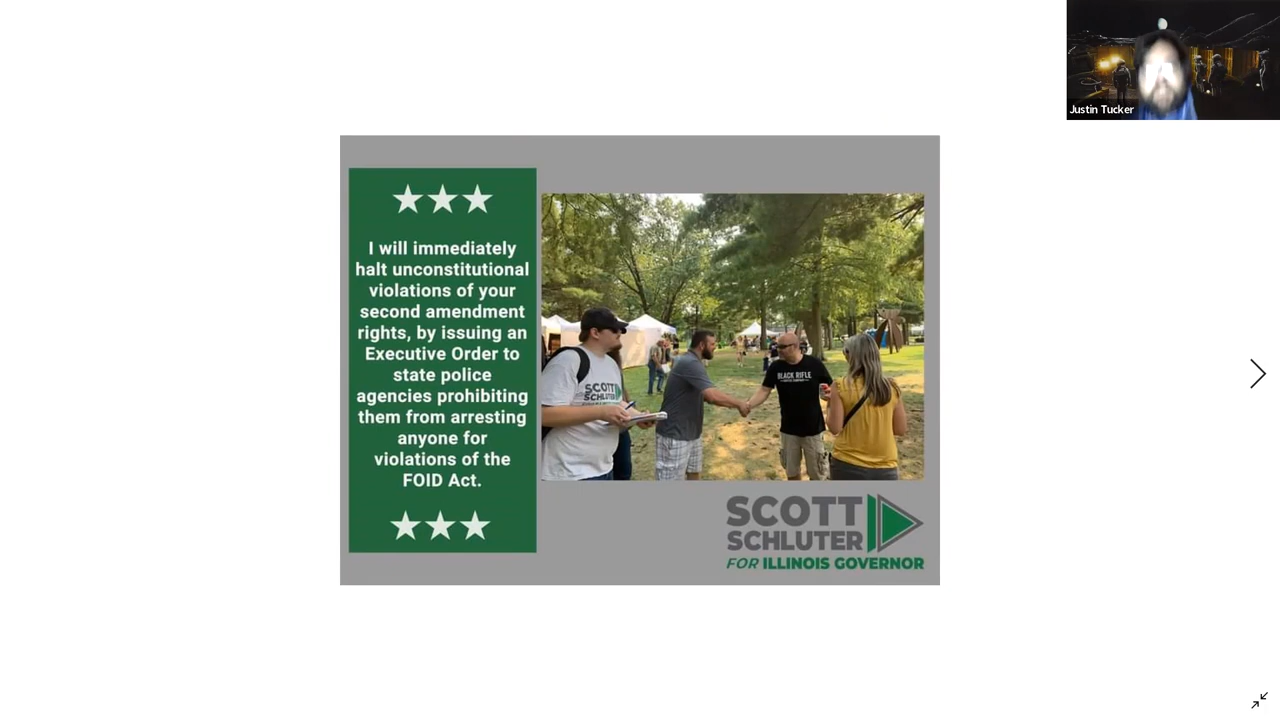 Justin Tucker
I will immediately
halt unconstitutional
violations of your
second amendment
rights, by issuing an
Executive Order to
state police
agencies prohibiting
them from arresting
anyone for
violations of the
FOID Act.
SCOTT
SCHLUTER
BLACK RIFLE
SCOTT
SCHLUTER
FOR ILLINOIS GOVERNOR